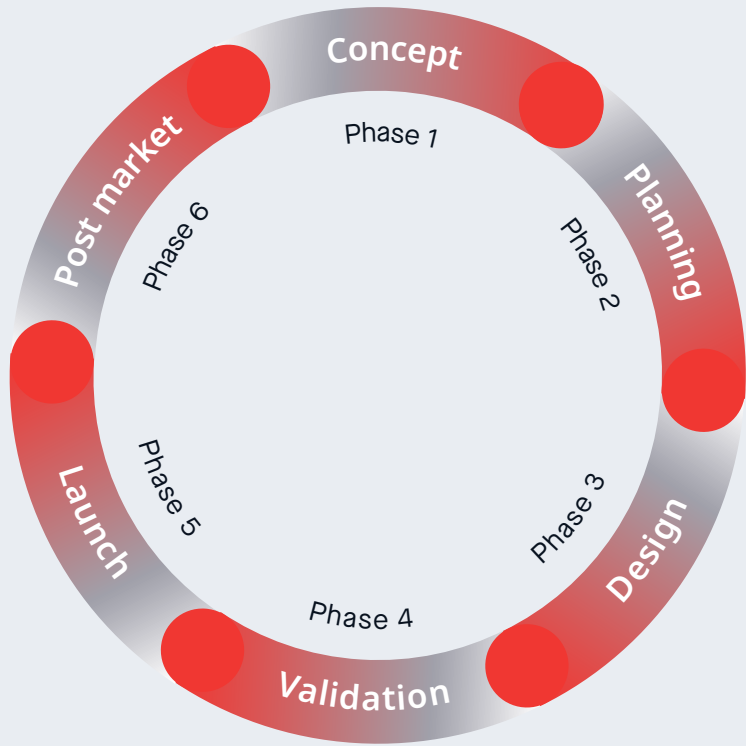 Concept
Phase 1
Planning
Phase 2
Design
Phase 3
Validation
Phase 4
Launch
Phase 5
Post market
Phase 6